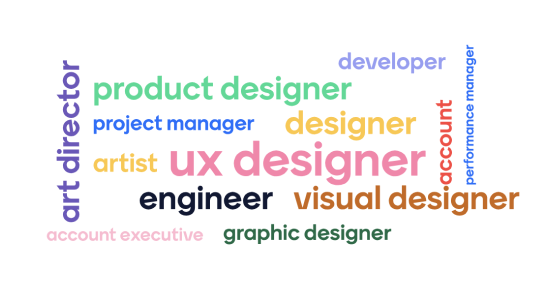 developer
performance manager
art director
product designer
account
project manager
designer
artist
ux designer
engineer
visual designer
account executive
graphic designer